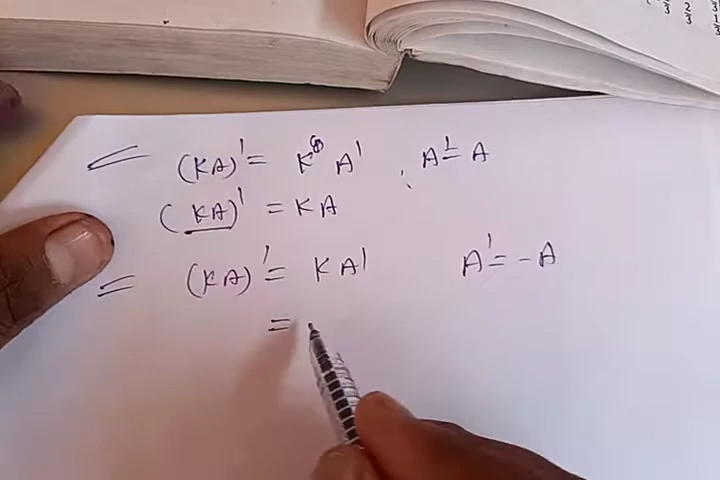 (KA)' = K A' ; A' = A
(KA)' = KA
= (KA)' = KA' A' = -A
=